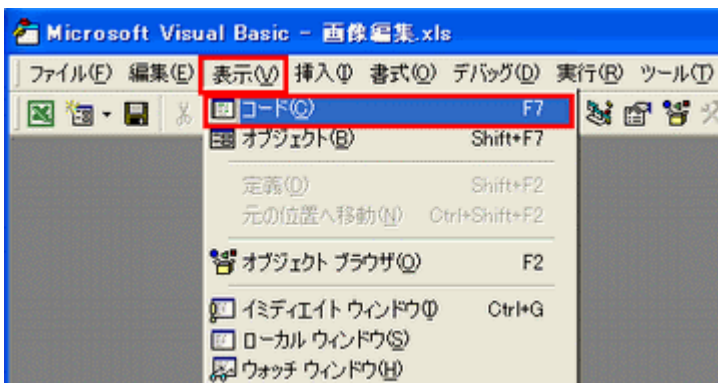 Microsoft Visual Basic - 画像編集.xls
ファイル(F) 編集(E) 表示(V) 挿入(I) 書式(O) デバッグ(D) 実行(R) ツール(T)
コード(C) F7
オブジェクト(B) Shift+F7
定義(D) Shift+F2
元の位置へ移動(N) Ctrl+Shift+F2
オブジェクト ブラウザ(O) F2
イミディエイト ウィンドウ(I) Ctrl+G
ローカル ウィンドウ(S)
ウォッチ ウィンドウ(H)